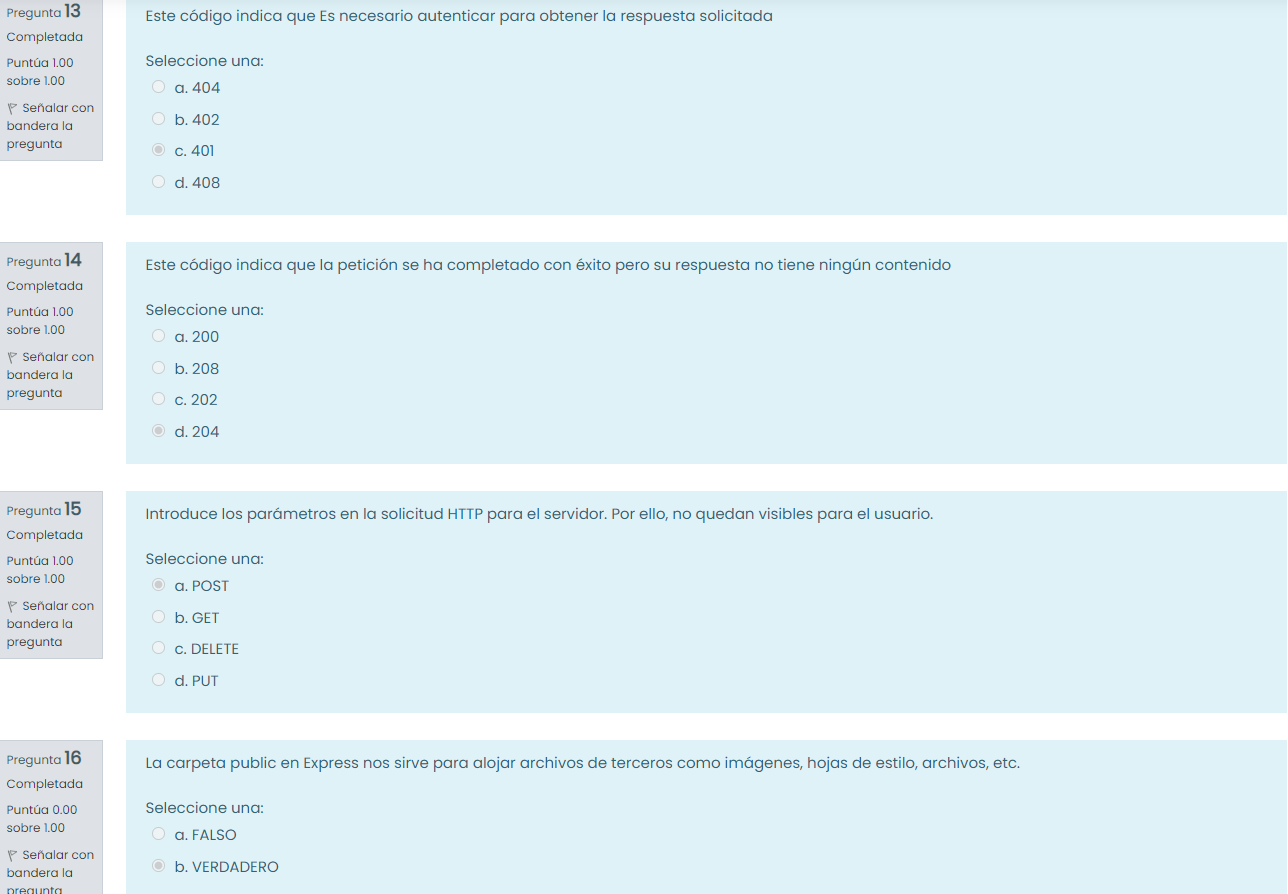 Pregunta 13
Completada
Puntúa 1.00
sobre 1.00
Señalar con
bandera la
pregunta
Este código indica que Es necesario autenticar para obtener la respuesta solicitada
Seleccione una:
a. 404
b. 402
c. 401
d. 408
Pregunta 14
Completada
Puntúa 1.00
sobre 1.00
Señalar con
bandera la
pregunta
Este código indica que la petición se ha completado con éxito pero su respuesta no tiene ningún contenido
Seleccione una:
a. 200
b. 208
c. 202
d. 204
Pregunta 15
Completada
Puntúa 1.00
sobre 1.00
Señalar con
bandera la
pregunta
Introduce los parámetros en la solicitud HTTP para el servidor. Por ello, no quedan visibles para el usuario.
Seleccione una:
a. POST
b. GET
c. DELETE
d. PUT
Pregunta 16
Completada
Puntúa 0.00
sobre 1.00
Señalar con
bandera la
pregunta
La carpeta public en Express nos sirve para alojar archivos de terceros como imágenes, hojas de estilo, archivos, etc.
Seleccione una:
a. FALSO
b. VERDADERO